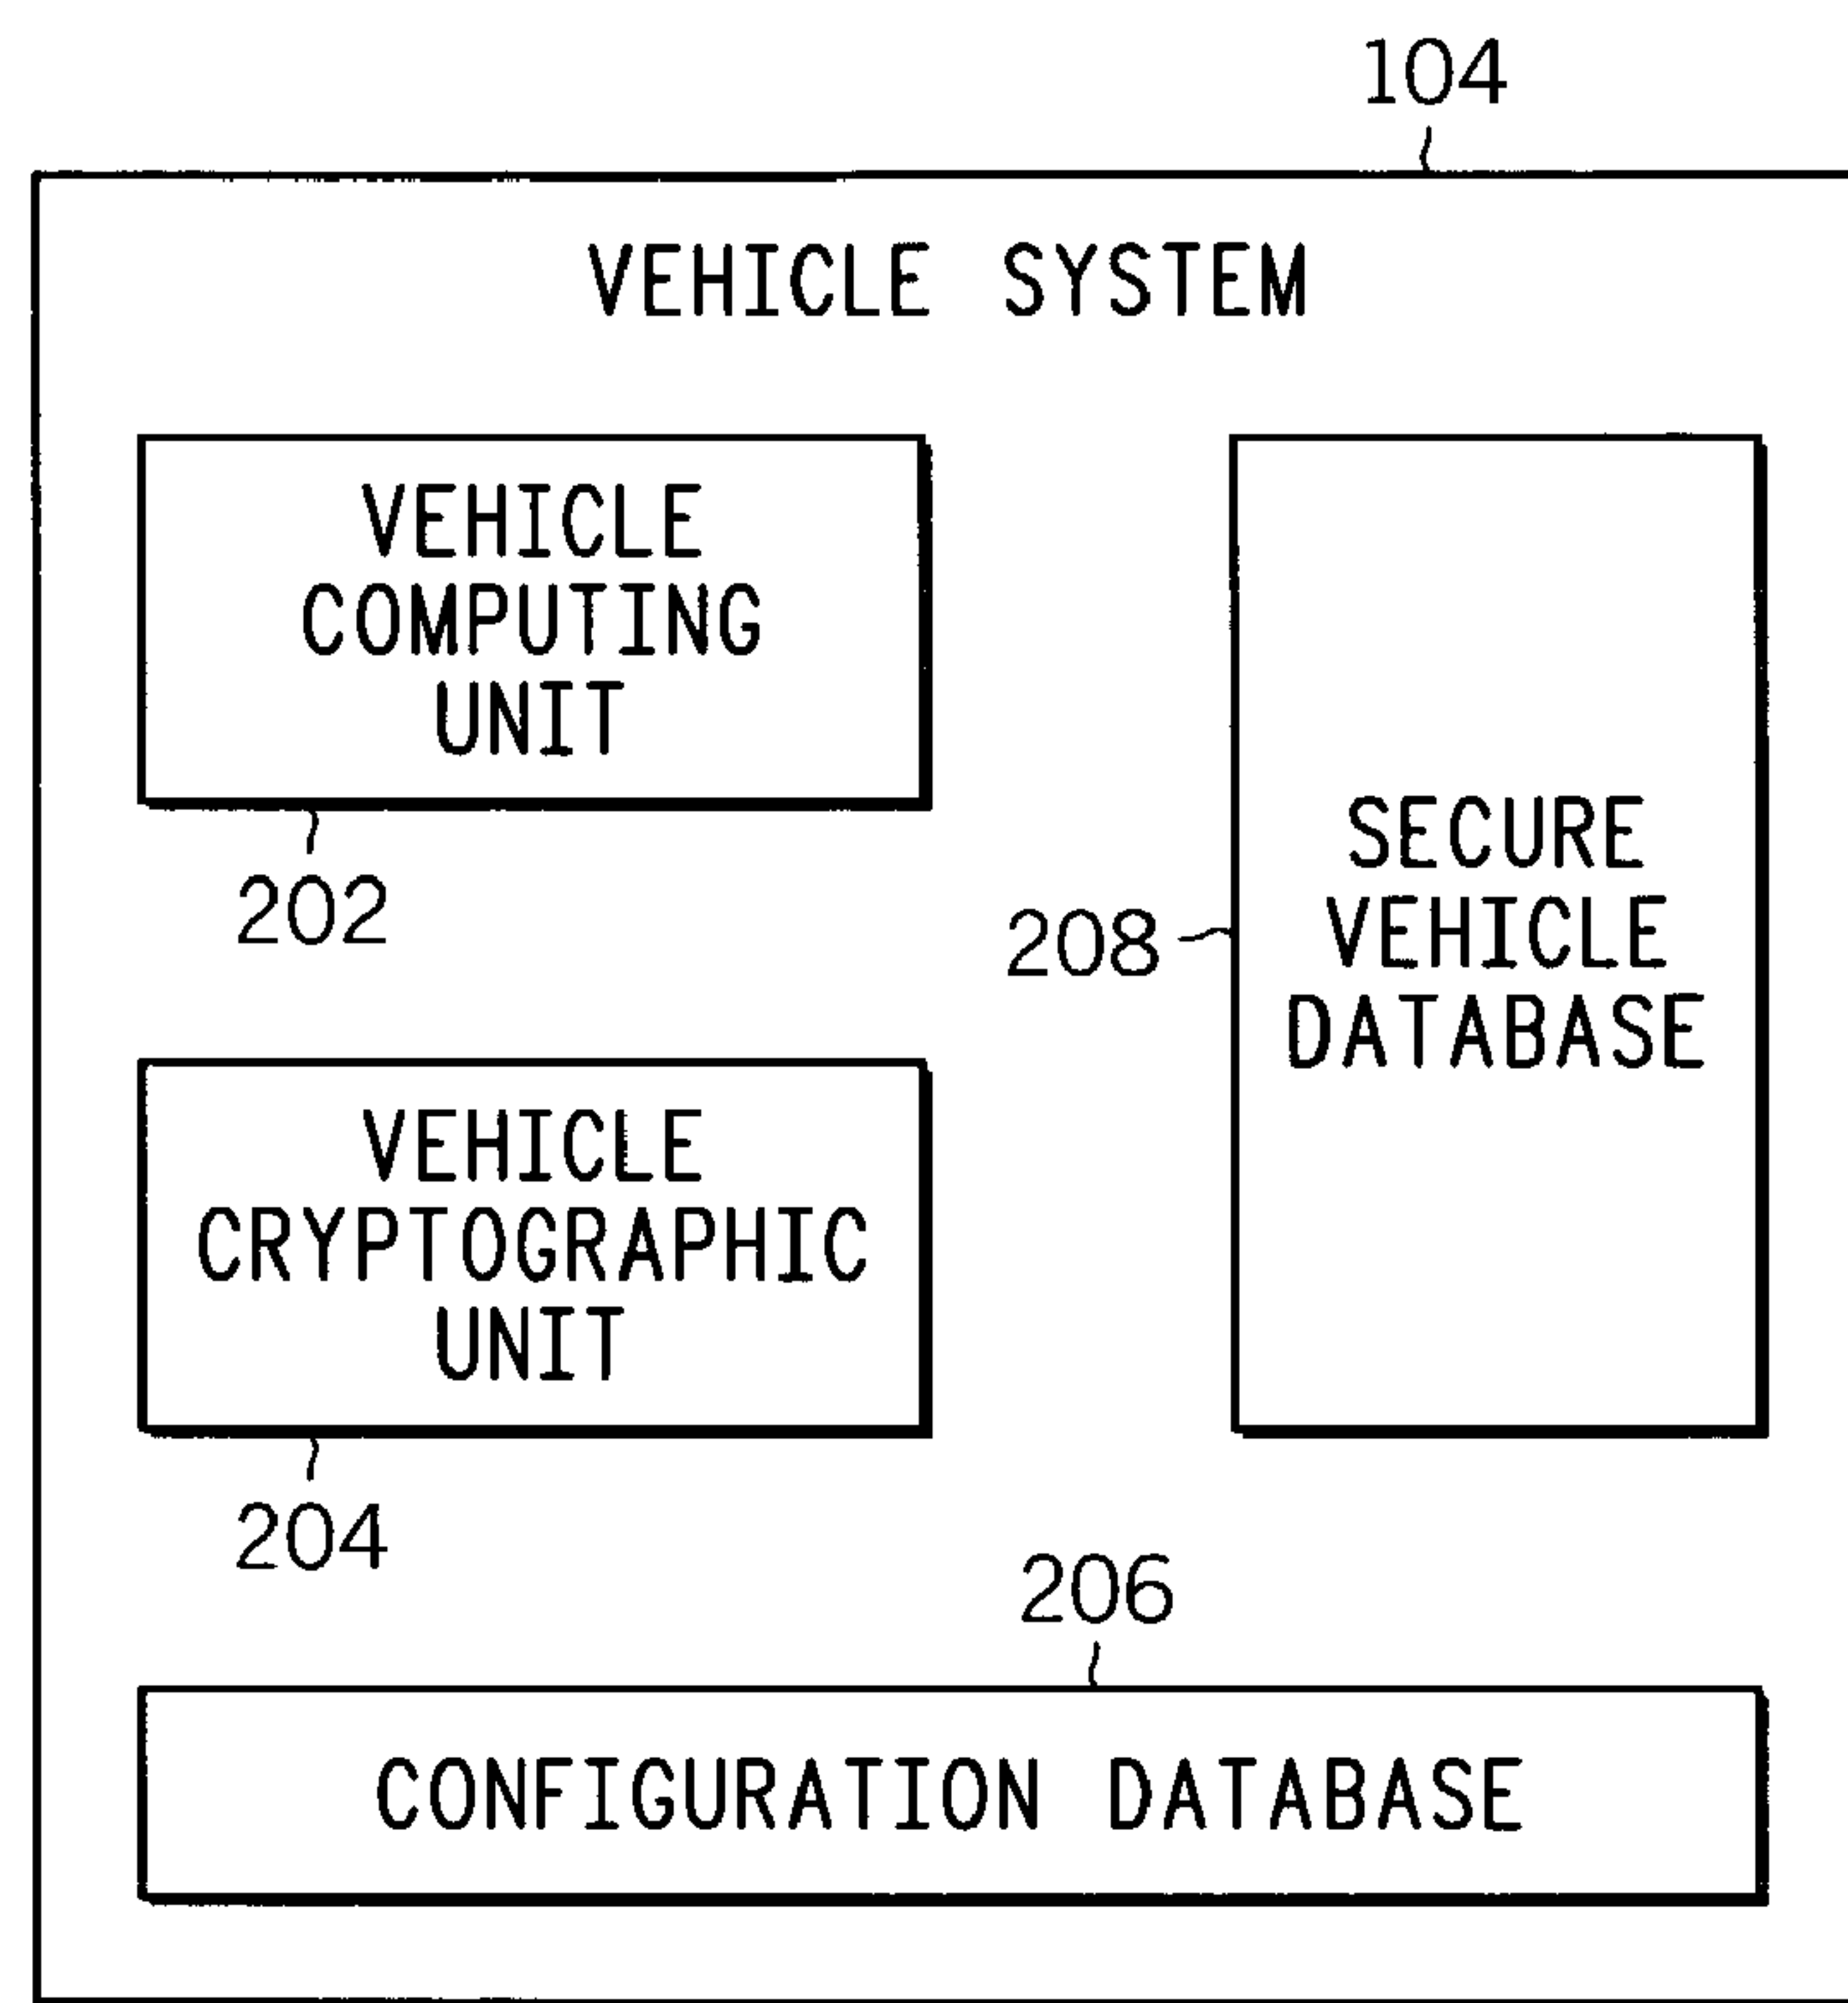 104
VEHICLE SYSTEM
VEHICLE
COMPUTING
UNIT
202
SECURE
VEHICLE
DATABASE
208
VEHICLE
CRYPTOGRAPHIC
UNIT
204
206
CONFIGURATION DATABASE